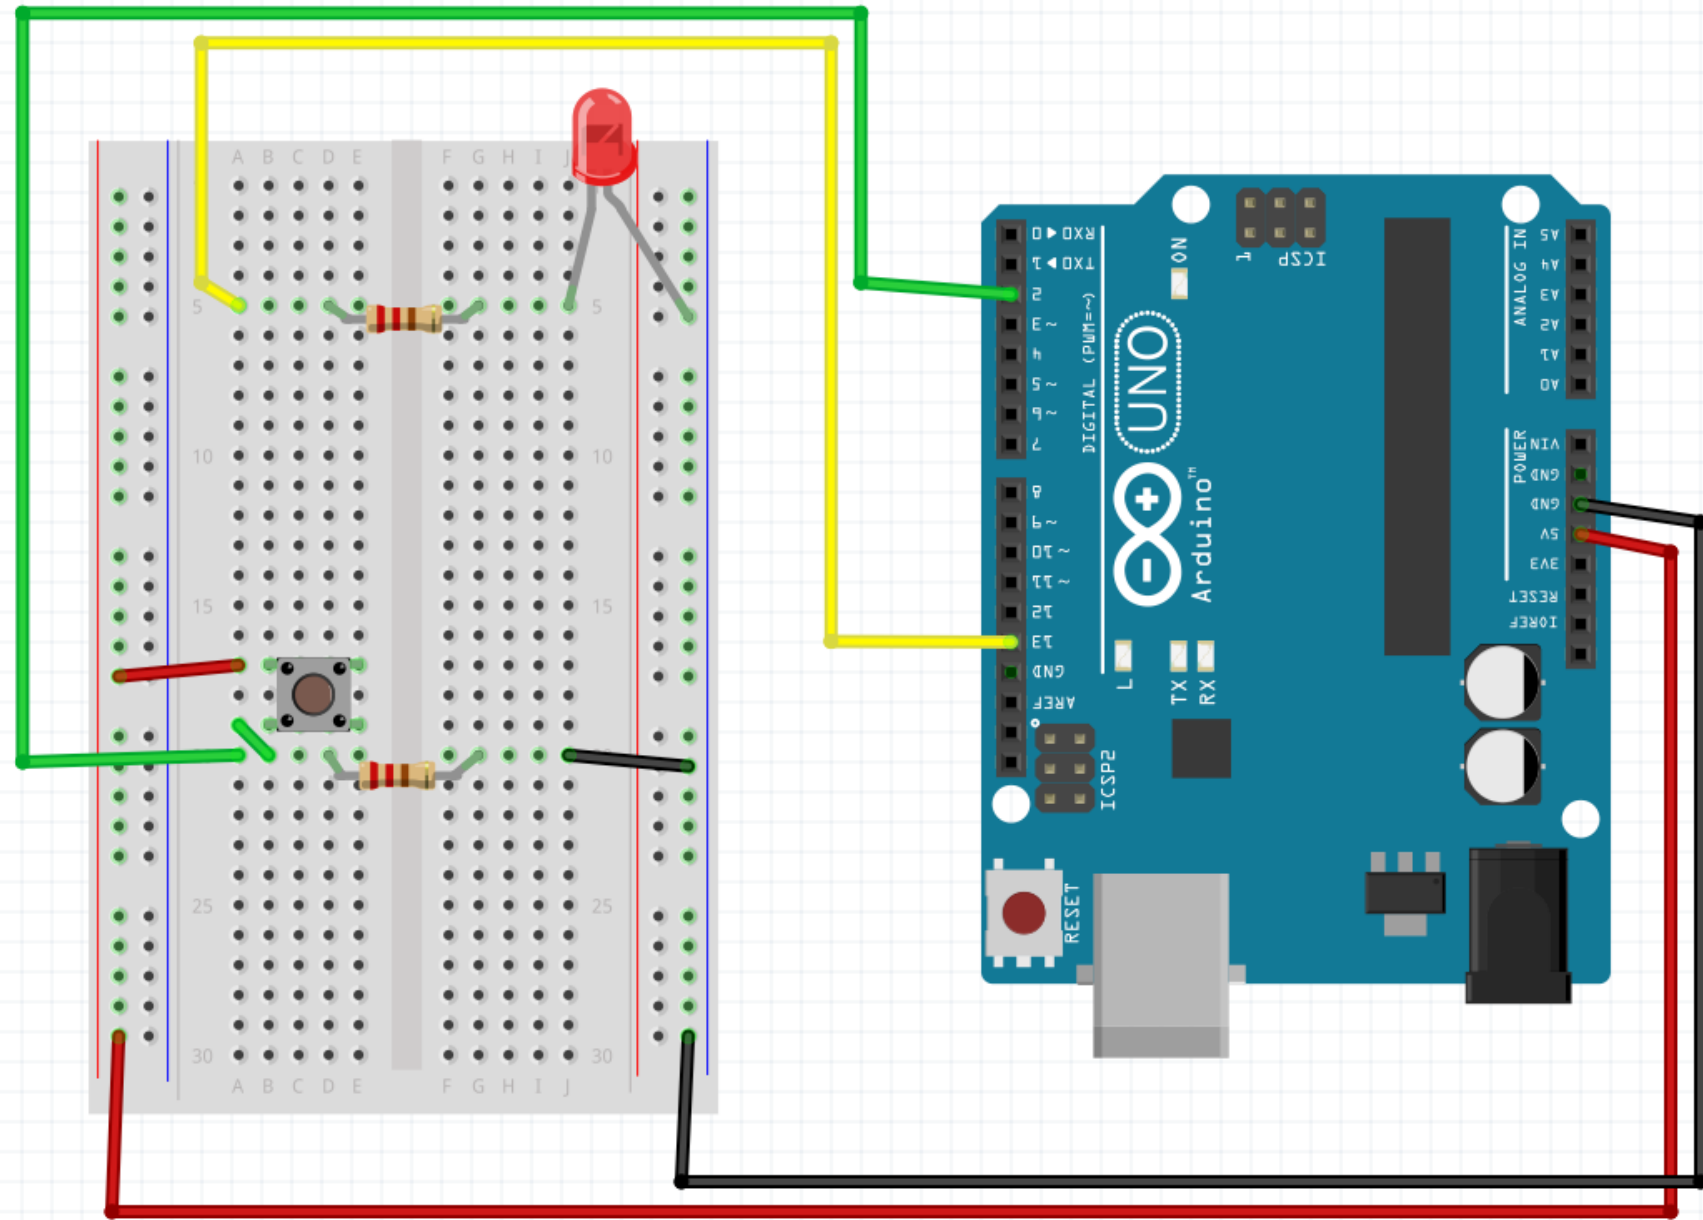 A B C D E F G H I J
5 5
10 10
15 15
25 25
30 30
A B C D E F G H I J
0 ◄ RX0
1 ► TX0
2
3 ~
4
5 ~
6 ~
7
8
9 ~
10 ~
11 ~
12
13
GND
AREF
DIGITAL (PWM=~)
ON
1
ICSP
UNO
Arduino™
L
TX
RX
ICSP2
RESET
ANALOG IN
A5
A4
A3
A2
A1
A0
POWER
VIN
GND
GND
5V
3V3
RESET
IOREF